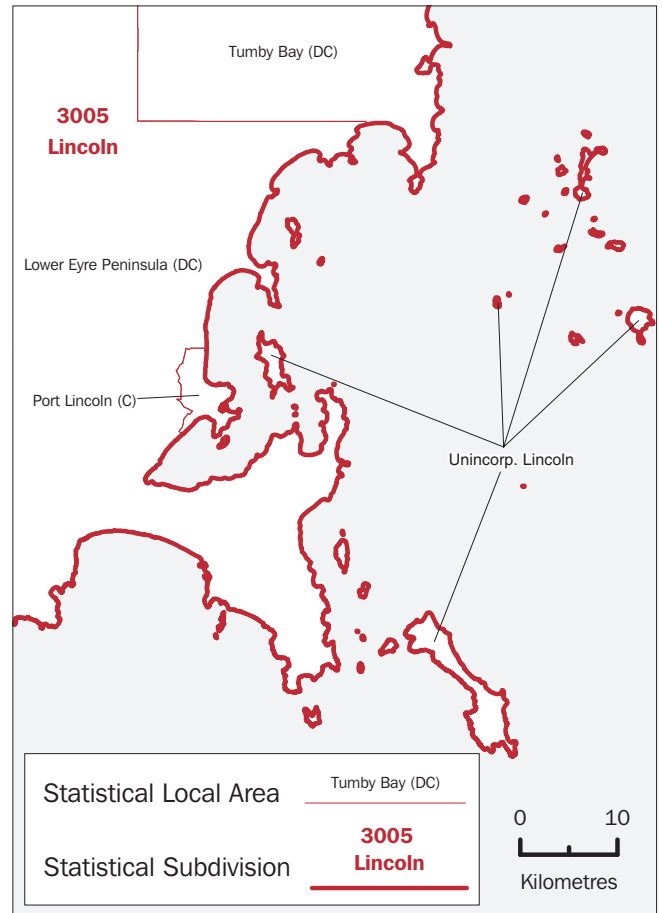 Tumby Bay (DC)
3005
Lincoln
Lower Eyre Peninsula (DC)
Port Lincoln (C)
Unincorp. Lincoln
Statistical Local Area
Tumby Bay (DC)
Statistical Subdivision
3005
Lincoln
0 10
Kilometres